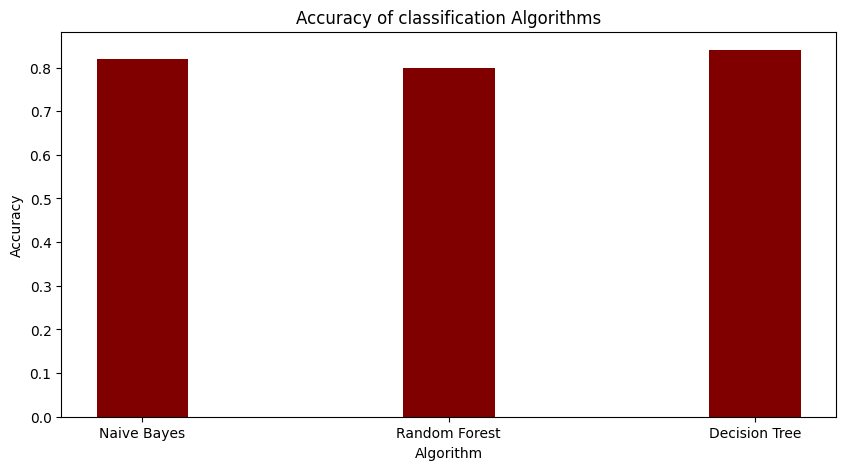 Accuracy of classification Algorithms
Accuracy
0.8
0.7
0.6
0.5
0.4
0.3
0.2
0.1
0.0
Naive Bayes Random Forest Decision Tree
Algorithm